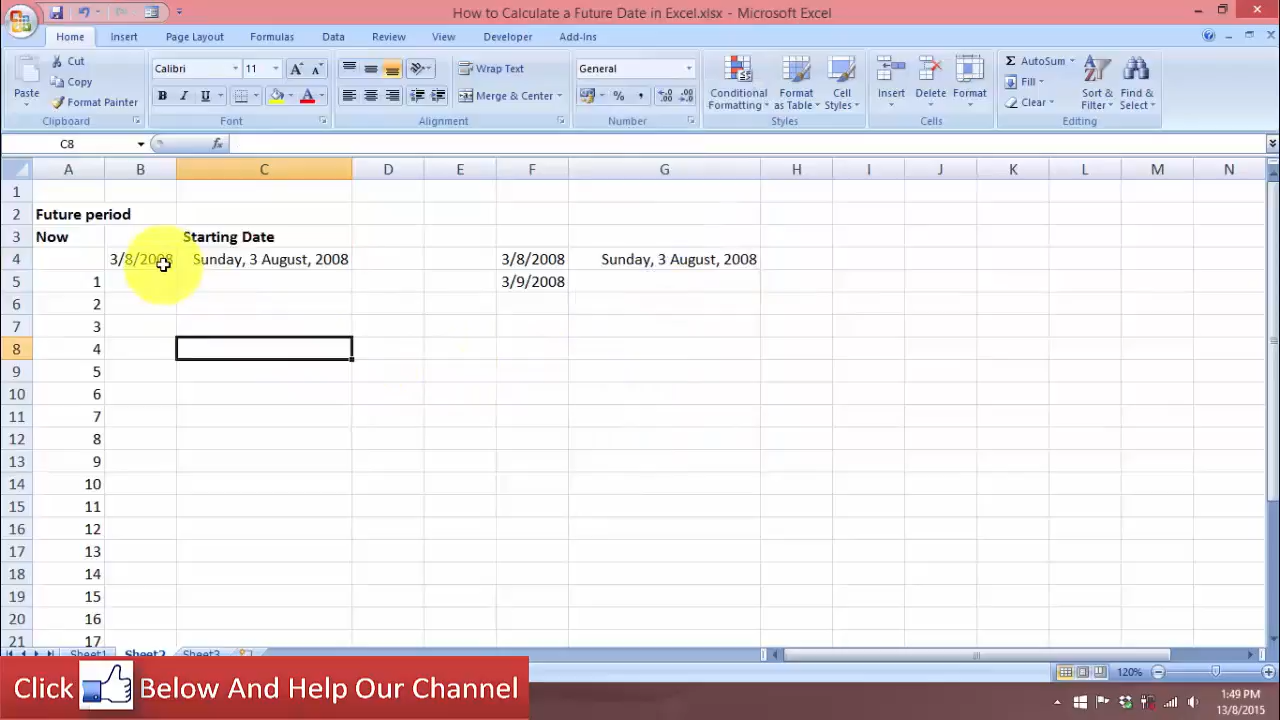 How to Calculate a Future Date in Excel.xlsx - Microsoft Excel
Home Insert Page Layout Formulas Data Review View Developer Add-Ins
Paste Cut Copy Format Painter Clipboard
Calibri 11 A A B I U A Font
Wrap Text Merge & Center Alignment
General % , .0 .00 .00 .0 Number
Conditional Formatting Format as Table Cell Styles Styles
Insert Delete Format Cells
Σ AutoSum Fill Clear Sort & Filter Find & Select Editing
C8 fx
A B C D E F G H I J K L M N
1
2 Future period
3 Now Starting Date
4 3/8/2008 Sunday, 3 August, 2008 3/8/2008 Sunday, 3 August, 2008
5 1 3/9/2008
6 2
7 3
8 4
9 5
10 6
11 7
12 8
13 9
14 10
15 11
16 12
17 13
18 14
19 15
20 16
21 17
Sheet1 Sheet2 Sheet3
120%
Click Below And Help Our Channel
1:49 PM
13/8/2015